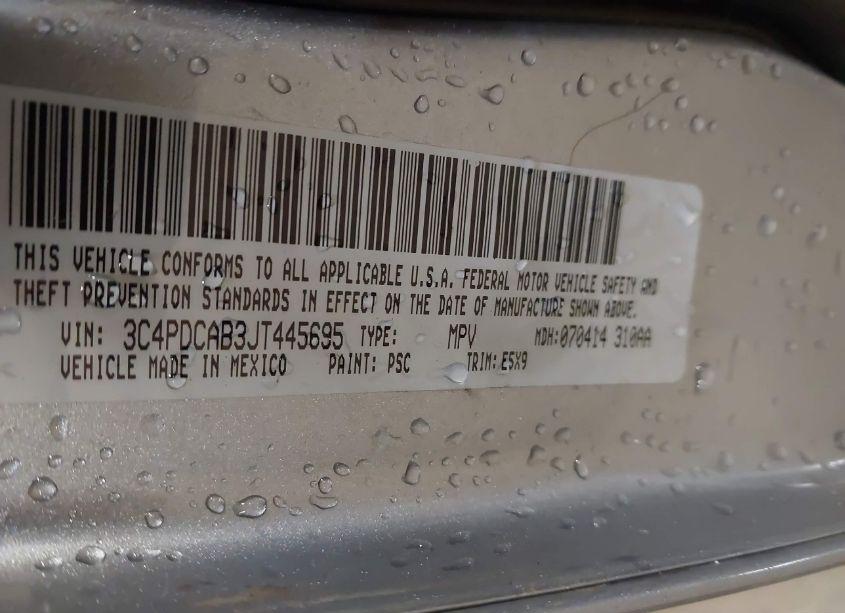 THIS VEHICLE CONFORMS TO ALL APPLICABLE U.S.A. FEDERAL MOTOR VEHICLE SAFETY AND
THEFT PREVENTION STANDARDS IN EFFECT ON THE DATE OF MANUFACTURE SHOWN ABOVE.
VIN: 3C4PDCAB3JT445695 TYPE: MPV MDH:070414 310AA
VEHICLE MADE IN MEXICO PAINT: PSC TRIM: E5X9